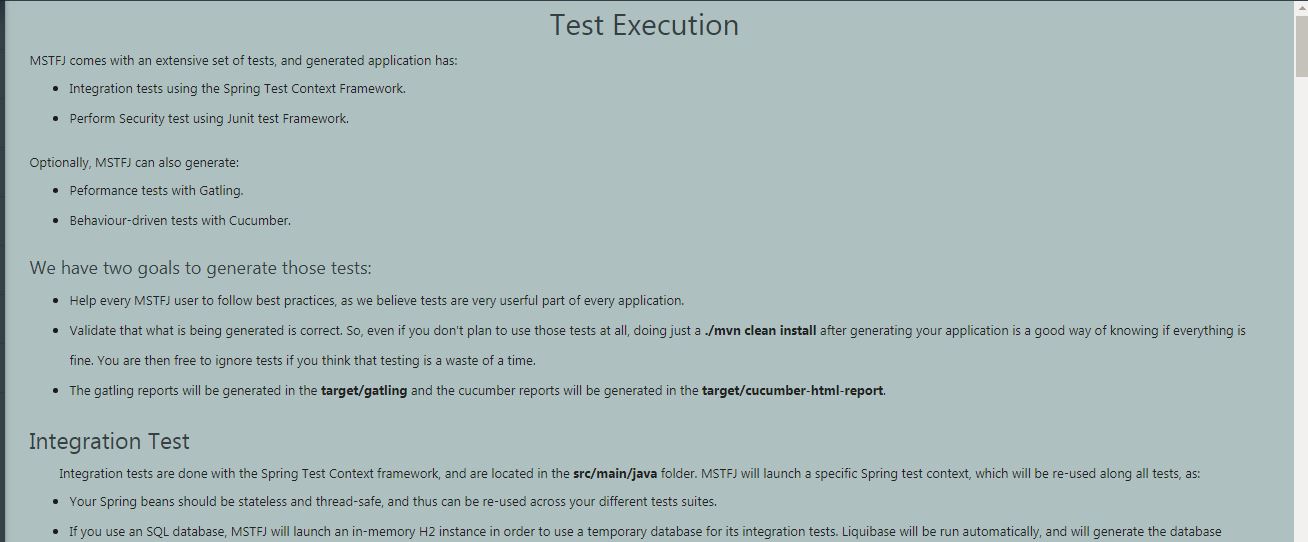 Test Execution
MSTFJ comes with an extensive set of tests, and generated application has:
• Integration tests using the Spring Test Context Framework.
• Perform Security test using Junit test Framework.
Optionally, MSTFJ can also generate:
• Peformance tests with Gatling.
• Behaviour-driven tests with Cucumber.
We have two goals to generate those tests:
• Help every MSTFJ user to follow best practices, as we believe tests are very userful part of every application.
• Validate that what is being generated is correct. So, even if you don't plan to use those tests at all, doing just a ./mvn clean install after generating your application is a good way of knowing if everything is
fine. You are then free to ignore tests if you think that testing is a waste of a time.
• The gatling reports will be generated in the target/gatling and the cucumber reports will be generated in the target/cucumber-html-report.
Integration Test
Integration tests are done with the Spring Test Context framework, and are located in the src/main/java folder. MSTFJ will launch a specific Spring test context, which will be re-used along all tests, as:
• Your Spring beans should be stateless and thread-safe, and thus can be re-used across your different tests suites.
• If you use an SQL database, MSTFJ will launch an in-memory H2 instance in order to use a temporary database for its integration tests. Liquibase will be run automatically, and will generate the database